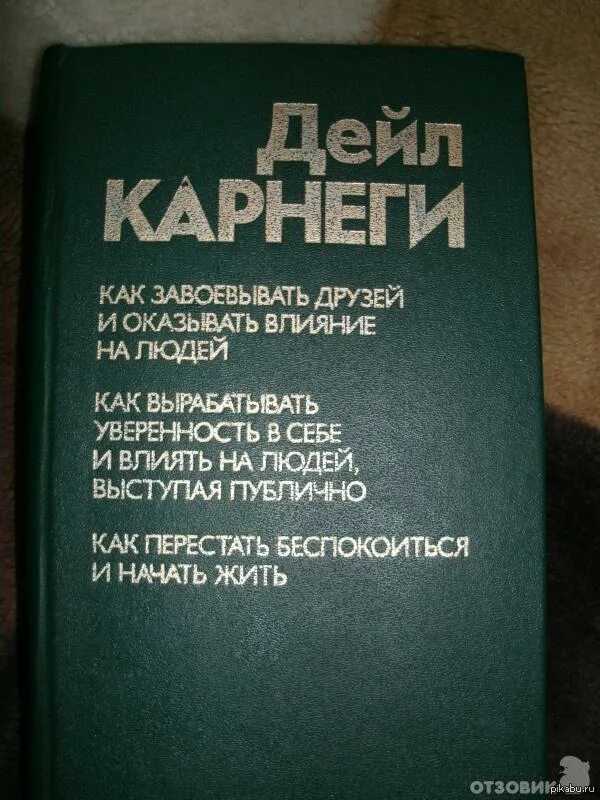 Дейл
КАРНЕГИ
КАК ЗАВОЕВЫВАТЬ ДРУЗЕЙ
И ОКАЗЫВАТЬ ВЛИЯНИЕ
НА ЛЮДЕЙ
КАК ВЫРАБАТЫВАТЬ
УВЕРЕННОСТЬ В СЕБЕ
И ВЛИЯТЬ НА ЛЮДЕЙ,
ВЫСТУПАЯ ПУБЛИЧНО
КАК ПЕРЕСТАТЬ БЕСПОКОИТЬСЯ
И НАЧАТЬ ЖИТЬ
ОТЗОВИК
pikabu.ru